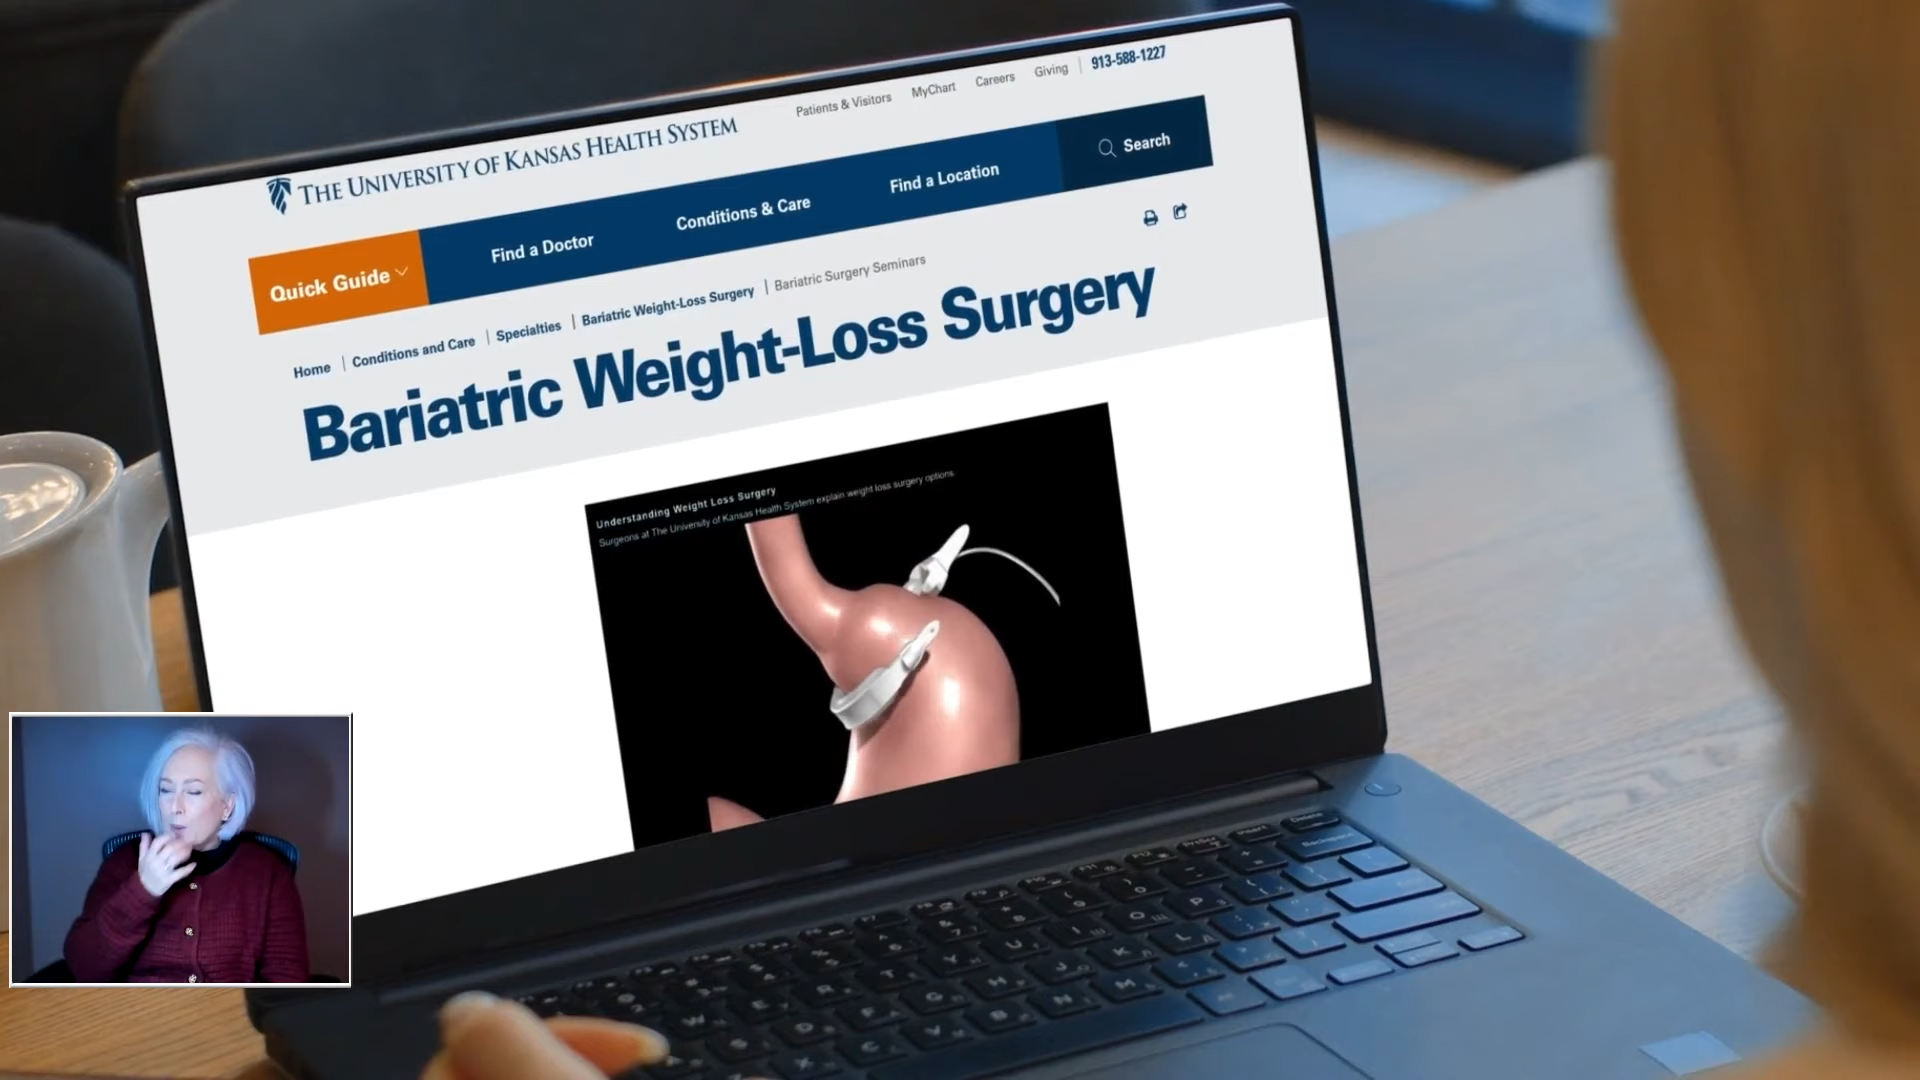 Patients & Visitors MyChart Careers Giving 913-588-1227
THE UNIVERSITY OF KANSAS HEALTH SYSTEM
Quick Guide Find a Doctor Conditions & Care Find a Location Search
Home Conditions and Care Specialties Bariatric Weight-Loss Surgery Bariatric Surgery Seminars
Bariatric Weight-Loss Surgery
Understanding Weight Loss Surgery
Surgeons at The University of Kansas Health System explain weight loss surgery options.